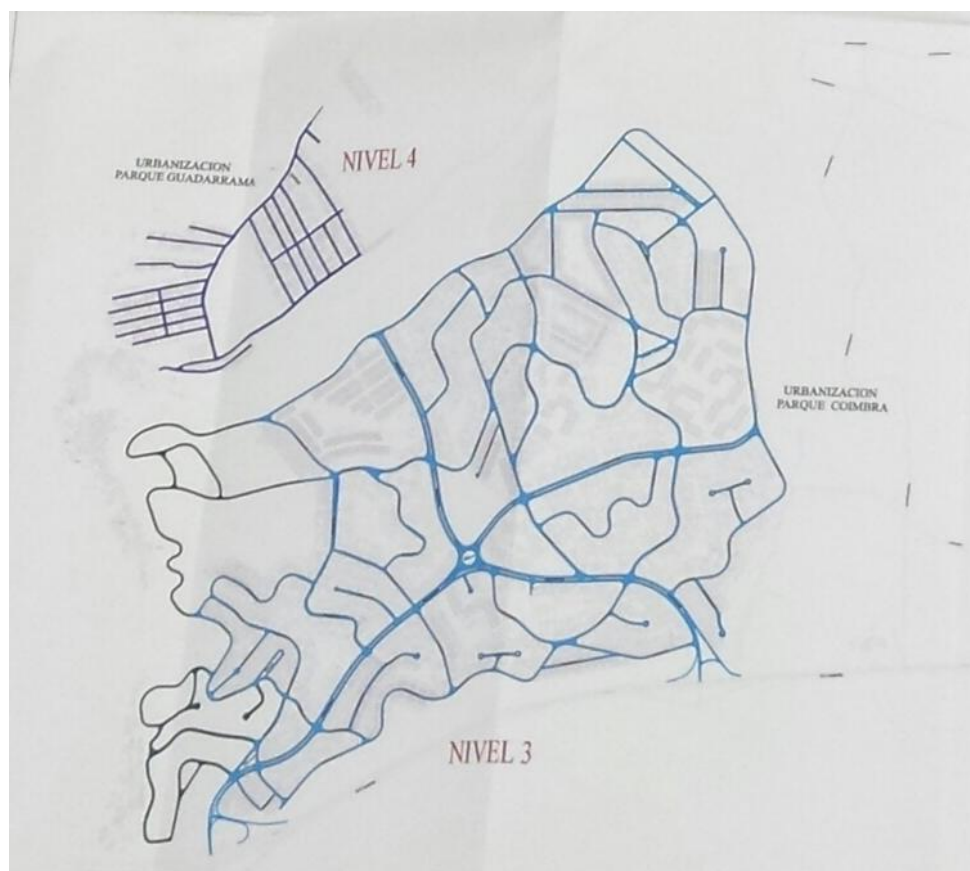 URBANIZACION
PARQUE GUADARRAMA
NIVEL 4
URBANIZACION
PARQUE COIMBRA
NIVEL 3